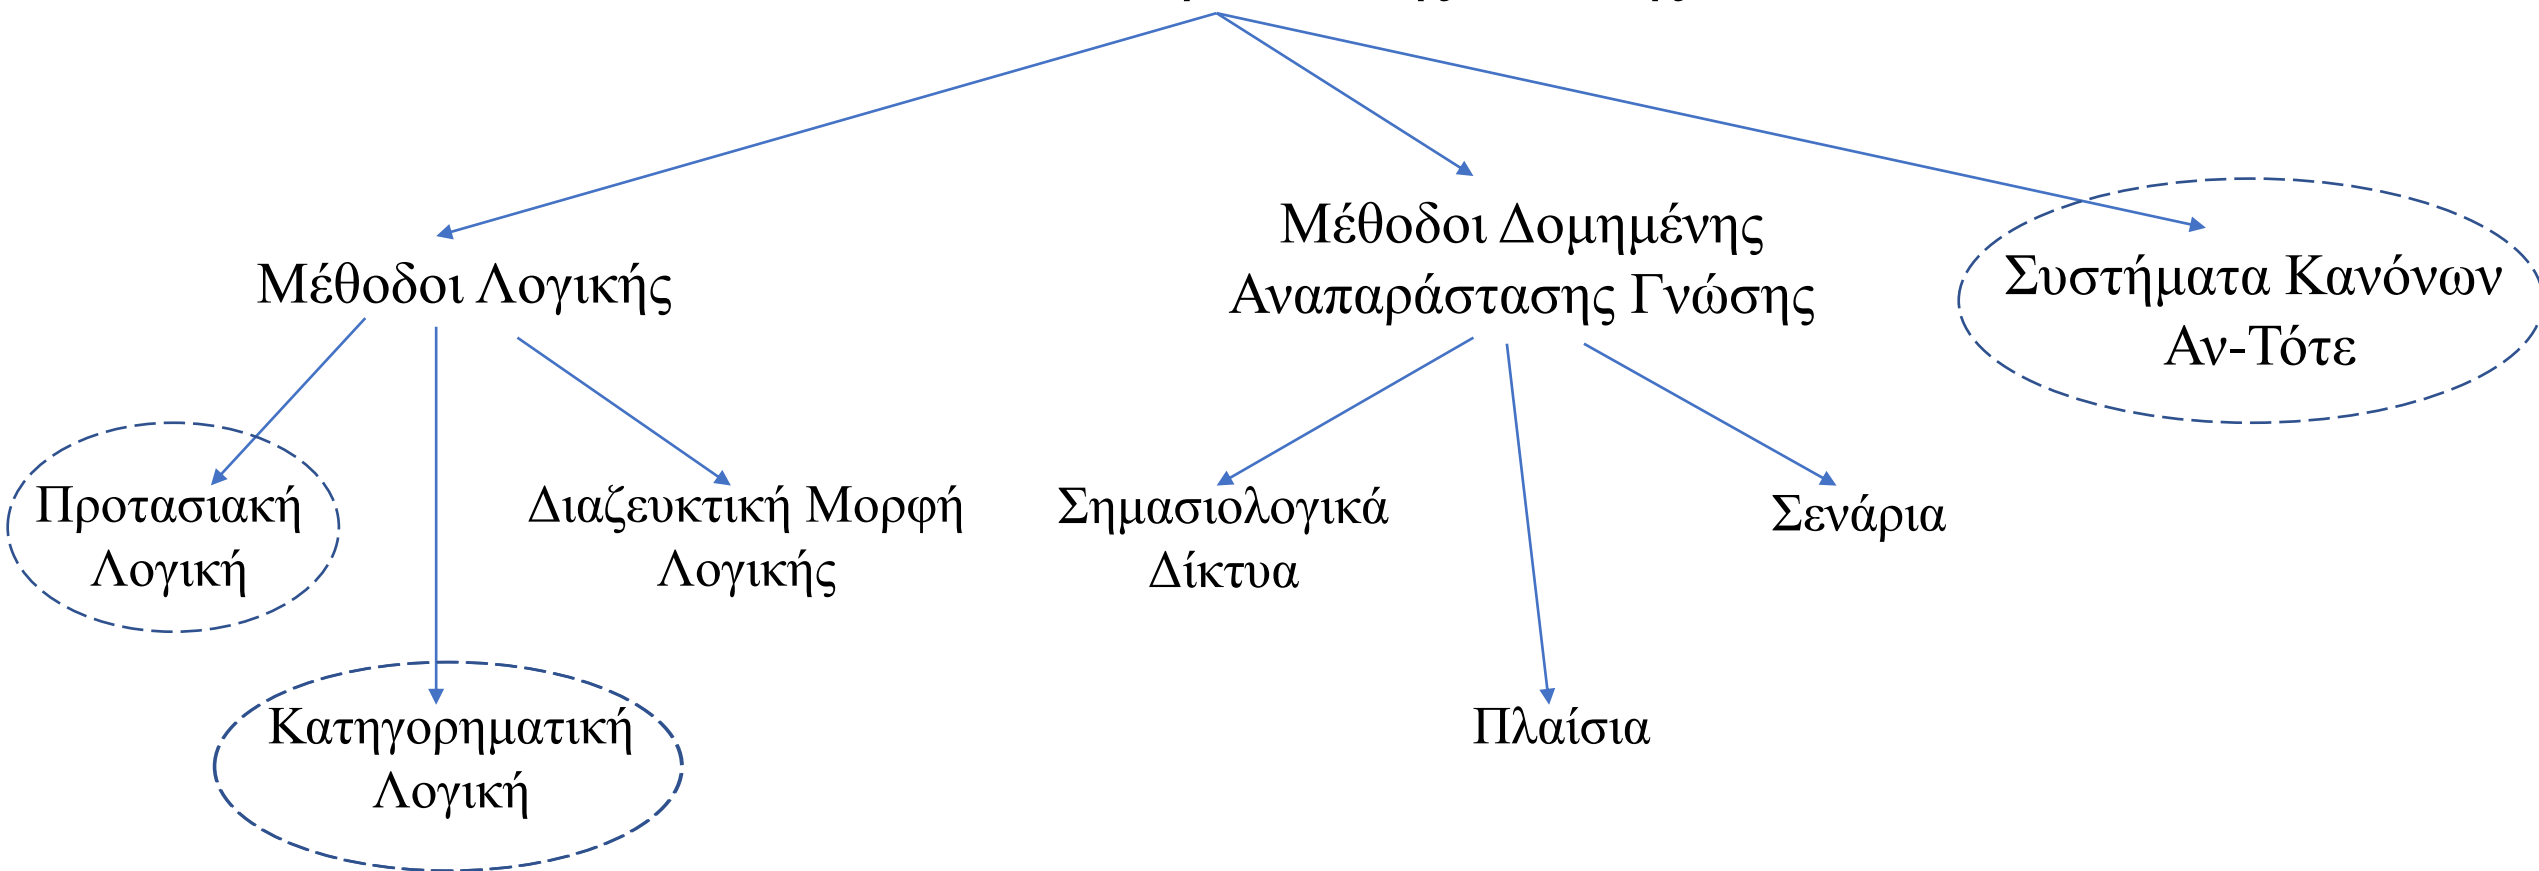 Μέθοδοι Λογικής
Μέθοδοι Δομημένης
Αναπαράστασης Γνώσης
Συστήματα Κανόνων
Αν-Τότε
Προτασιακή
Λογική
Διαζευκτική Μορφή
Λογικής
Σημασιολογικά
Δίκτυα
Σενάρια
Κατηγορηματική
Λογική
Πλαίσια